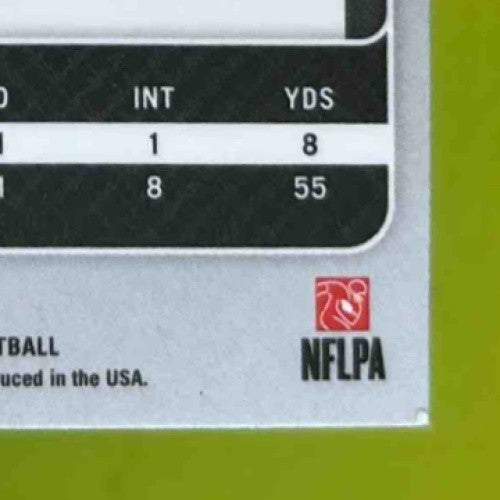 INT YDS
1 8
8 55
TBALL
uced in the USA.
NFLPA